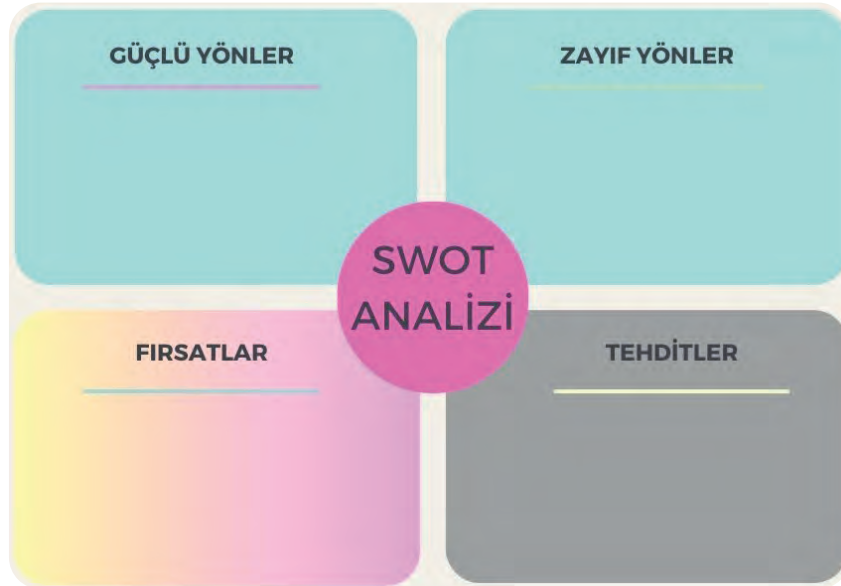 GÜÇLÜ YÖNLER
ZAYIF YÖNLER
SWOT
ANALİZİ
FIRSATLAR
TEHDİTLER